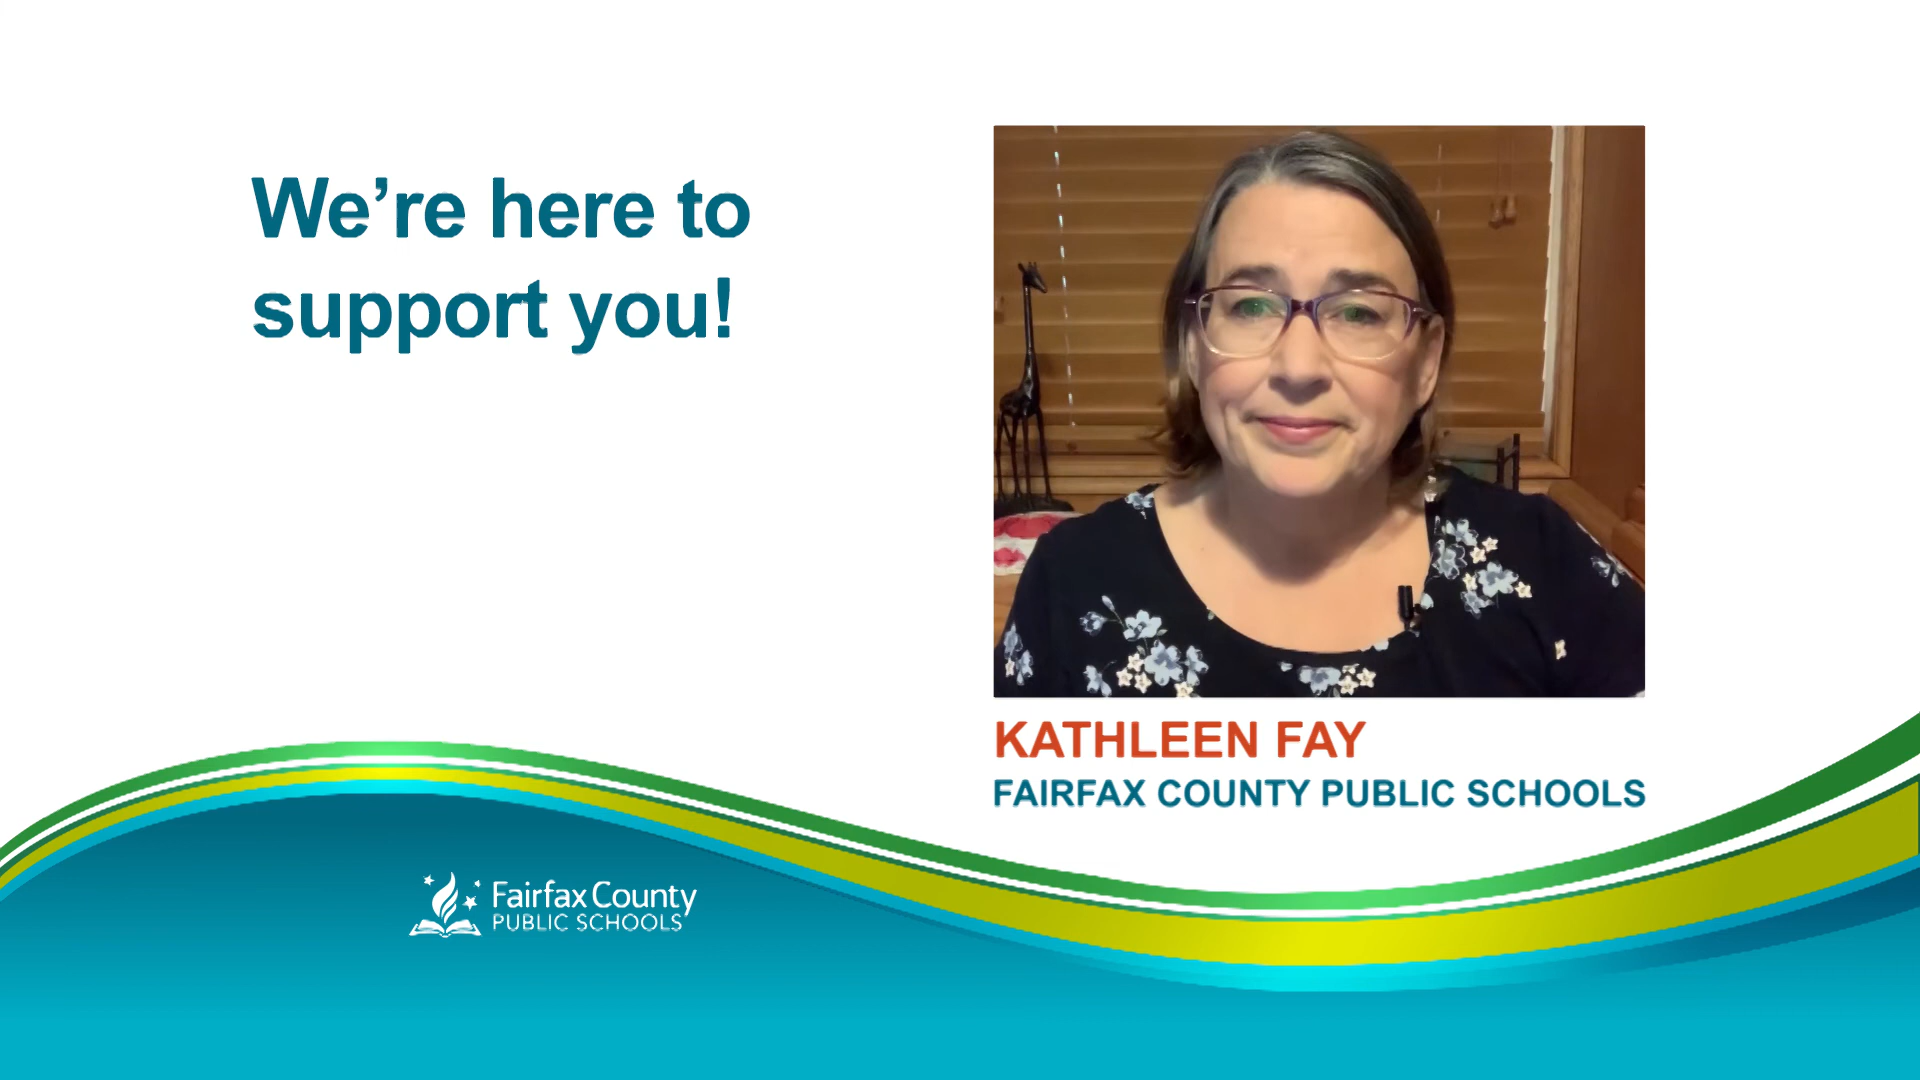 We’re here to
support you!
KATHLEEN FAY
FAIRFAX COUNTY PUBLIC SCHOOLS
Fairfax County
PUBLIC SCHOOLS